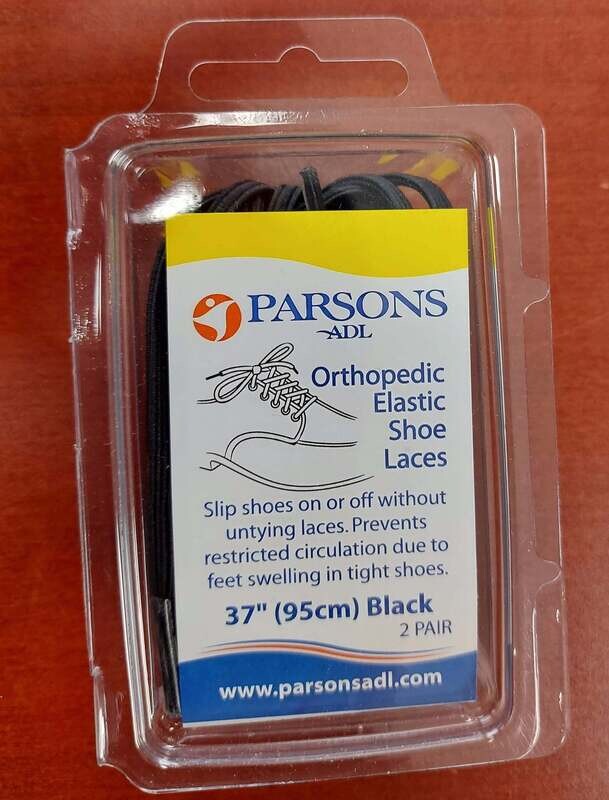 PARSONS
ADL
Orthopedic
Elastic
Shoe
Laces
Slip shoes on or off without
untying laces. Prevents
restricted circulation due to
feet swelling in tight shoes.
37" (95cm) Black
2 PAIR
www.parsonsadl.com